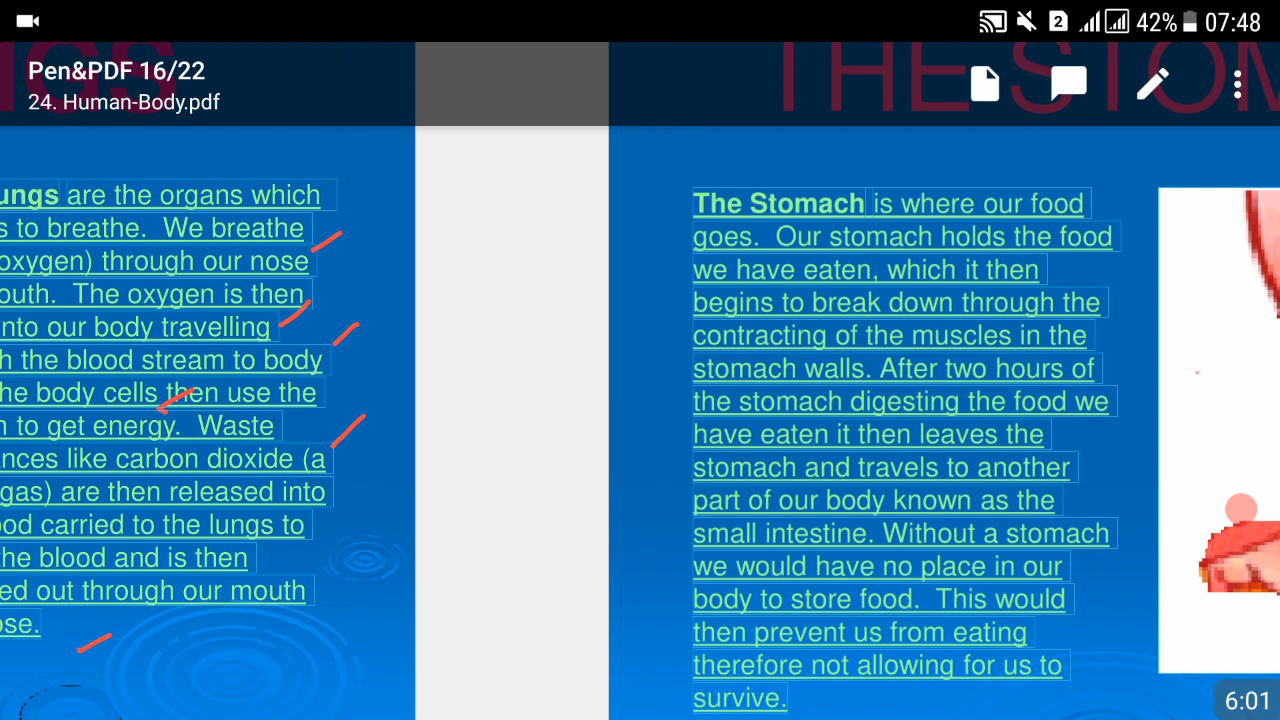 2 42% 07:48
Pen&PDF 16/22
24. Human-Body.pdf
NGS
THE STOM
ungs are the organs which
s to breathe. We breathe
oxygen) through our nose
outh. The oxygen is then
nto our body travelling
h the blood stream to body
he body cells then use the
n to get energy. Waste
ances like carbon dioxide (a
gas) are then released into
ood carried to the lungs to
the blood and is then
ed out through our mouth
ose.
The Stomach is where our food
goes. Our stomach holds the food
we have eaten, which it then
begins to break down through the
contracting of the muscles in the
stomach walls. After two hours of
the stomach digesting the food we
have eaten it then leaves the
stomach and travels to another
part of our body known as the
small intestine. Without a stomach
we would have no place in our
body to store food. This would
then prevent us from eating
therefore not allowing for us to
survive.
6:01